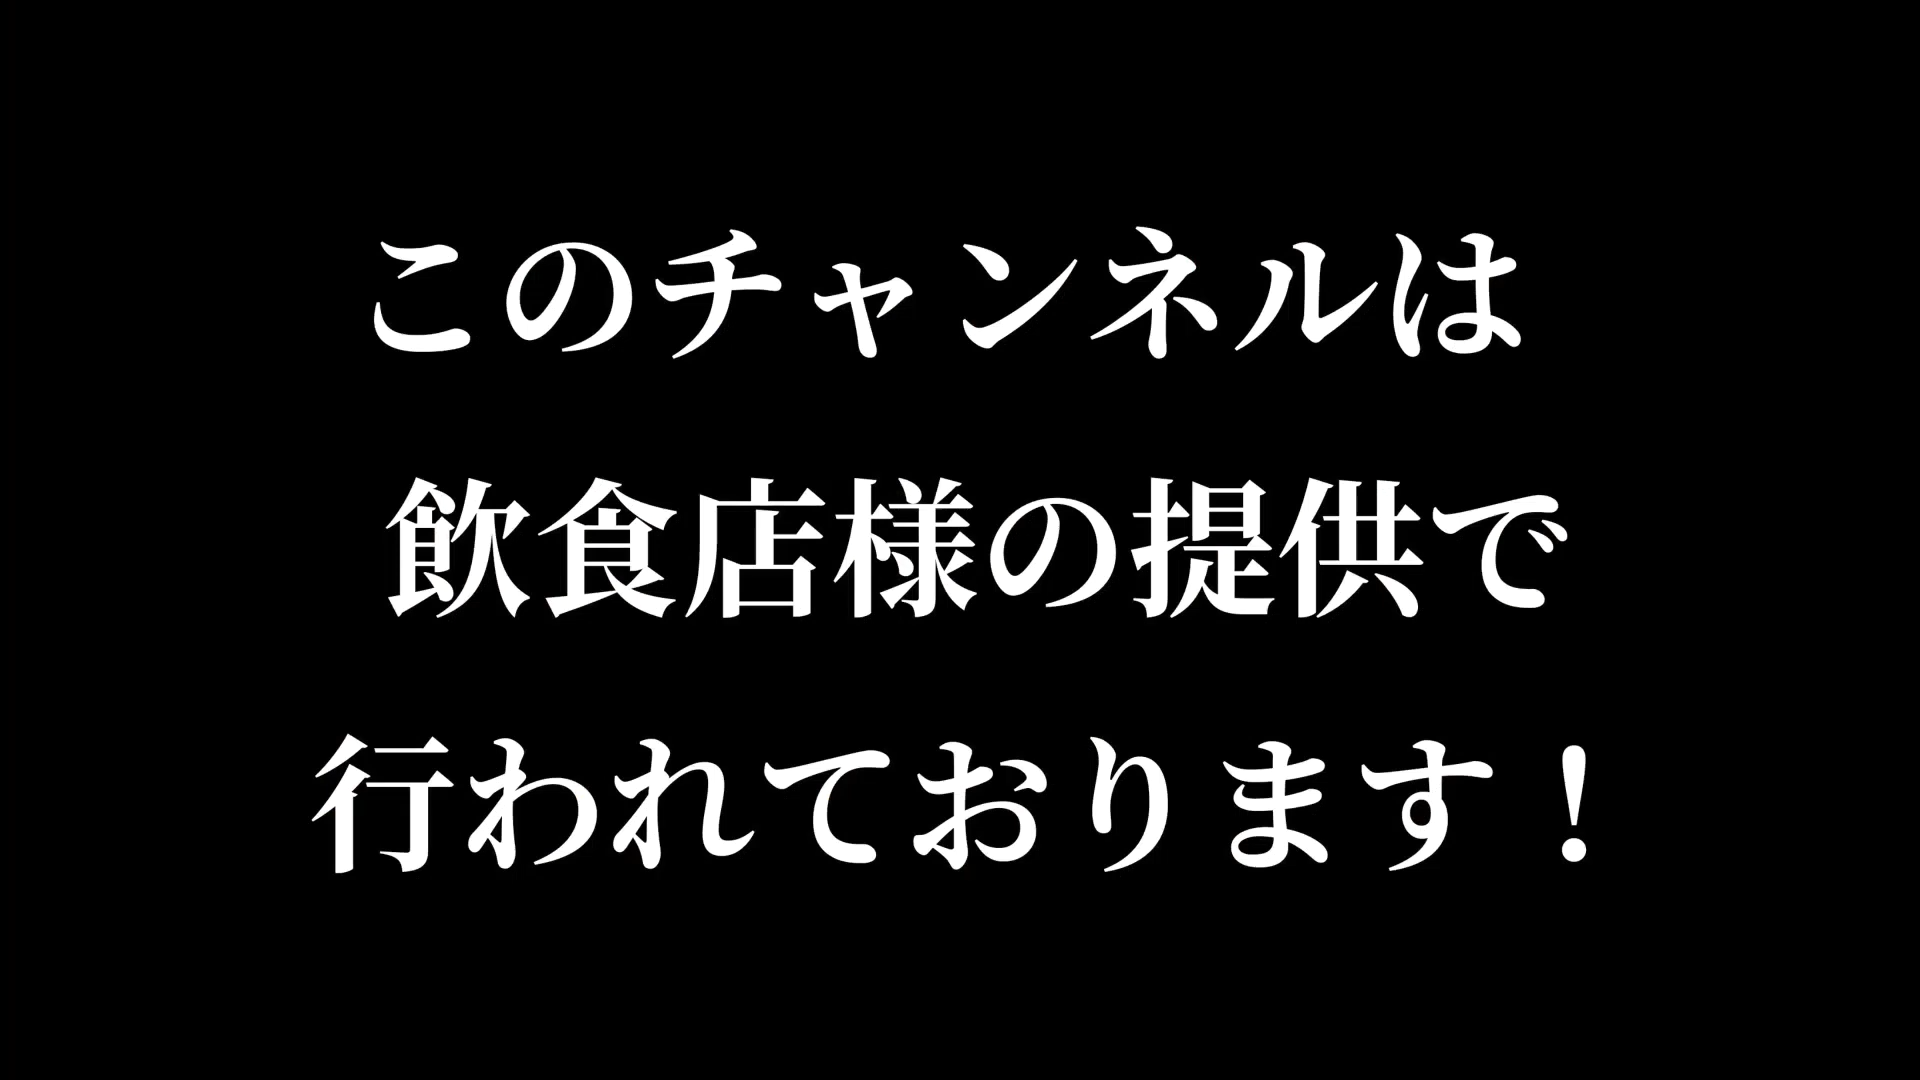 このチャンネルは
飲食店様の提供で
行われております！